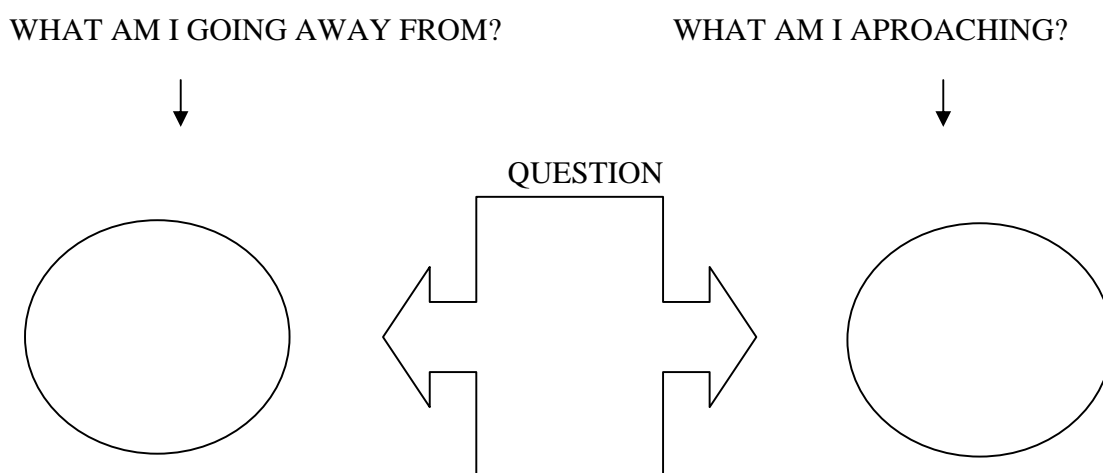 WHAT AM I GOING AWAY FROM?
WHAT AM I APROACHING?
QUESTION